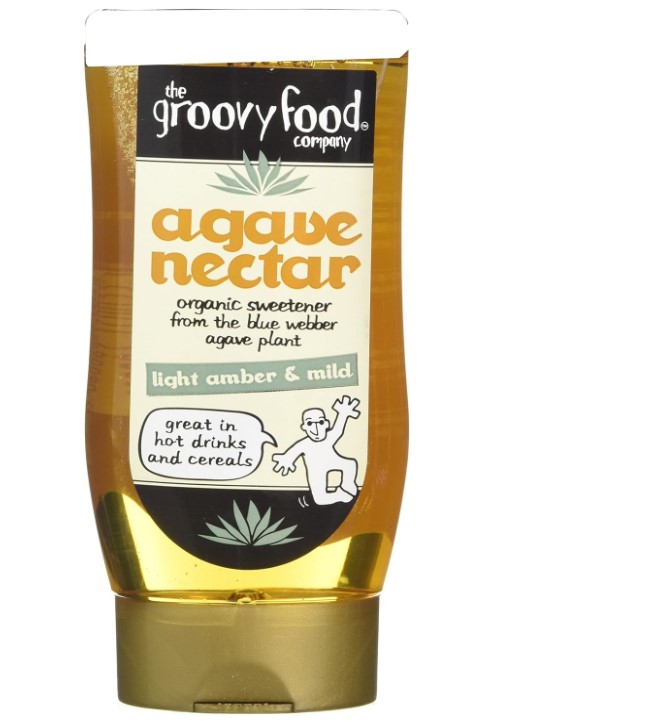 the
groovy food
company
agave
nectar
organic sweetener
from the blue webber
agave plant
light amber & mild
great in
hot drinks
and cereals